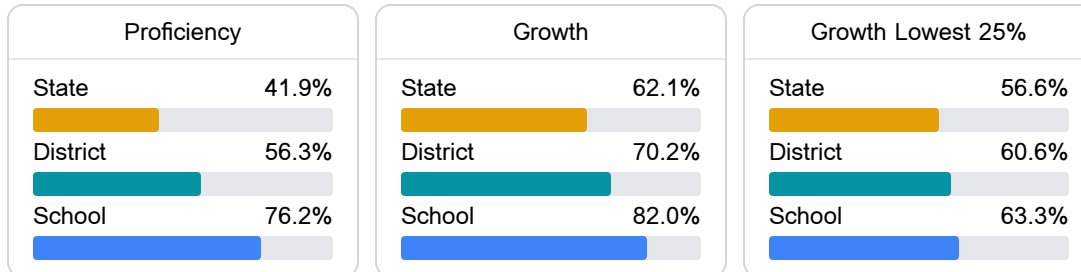 Proficiency
State 41.9%
District 56.3%
School 76.2%
Growth
State 62.1%
District 70.2%
School 82.0%
Growth Lowest 25%
State 56.6%
District 60.6%
School 63.3%